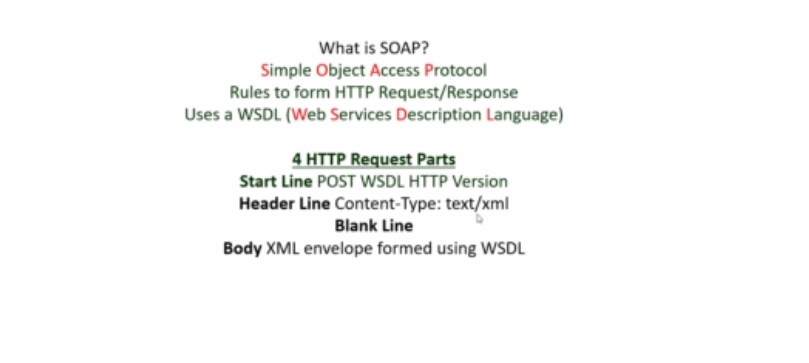 What is SOAP?
Simple Object Access Protocol
Rules to form HTTP Request/Response
Uses a WSDL (Web Services Description Language)
4 HTTP Request Parts
Start Line POST WSDL HTTP Version
Header Line Content-Type: text/xml
Blank Line
Body XML envelope formed using WSDL